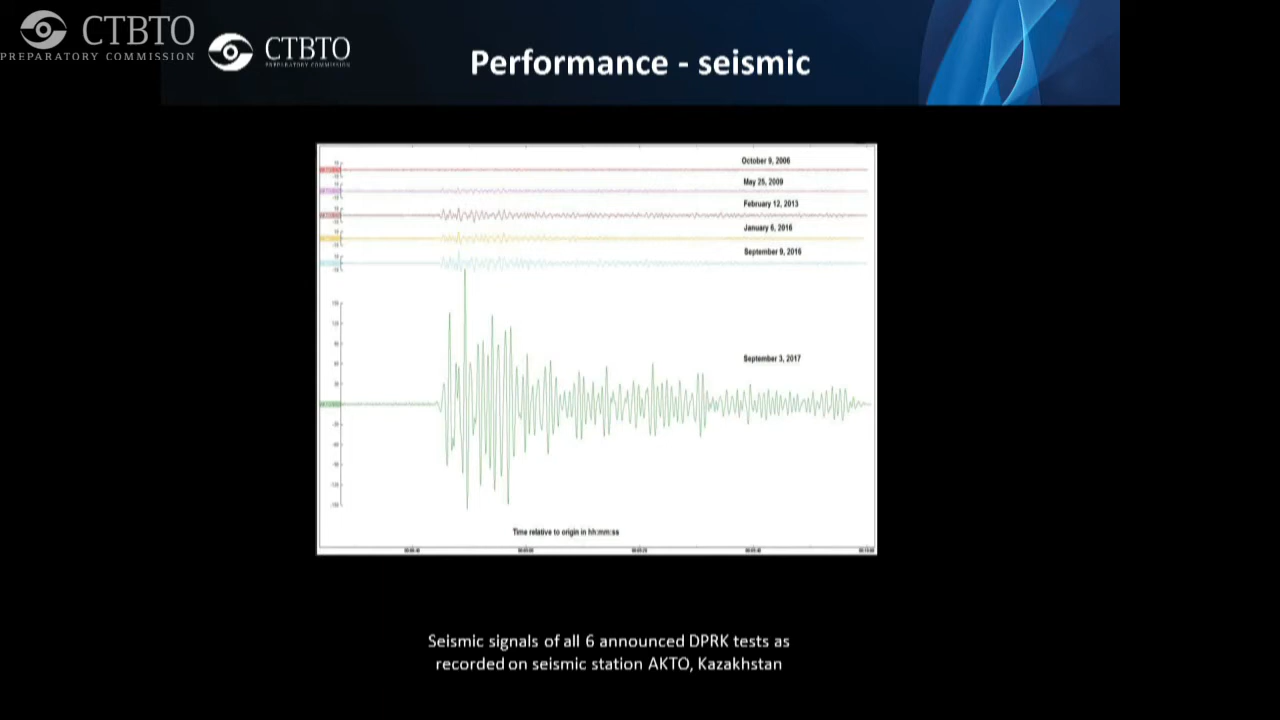 CTBTO
PREPARATORY COMMISSION
CTBTO
PREPARATORY COMMISSION
Performance - seismic
October 9, 2006
May 25, 2009
February 12, 2013
January 6, 2016
September 9, 2016
September 3, 2017
Time relative to origin in hh:mm:ss
Seismic signals of all 6 announced DPRK tests as
recorded on seismic station AKTO, Kazakhstan